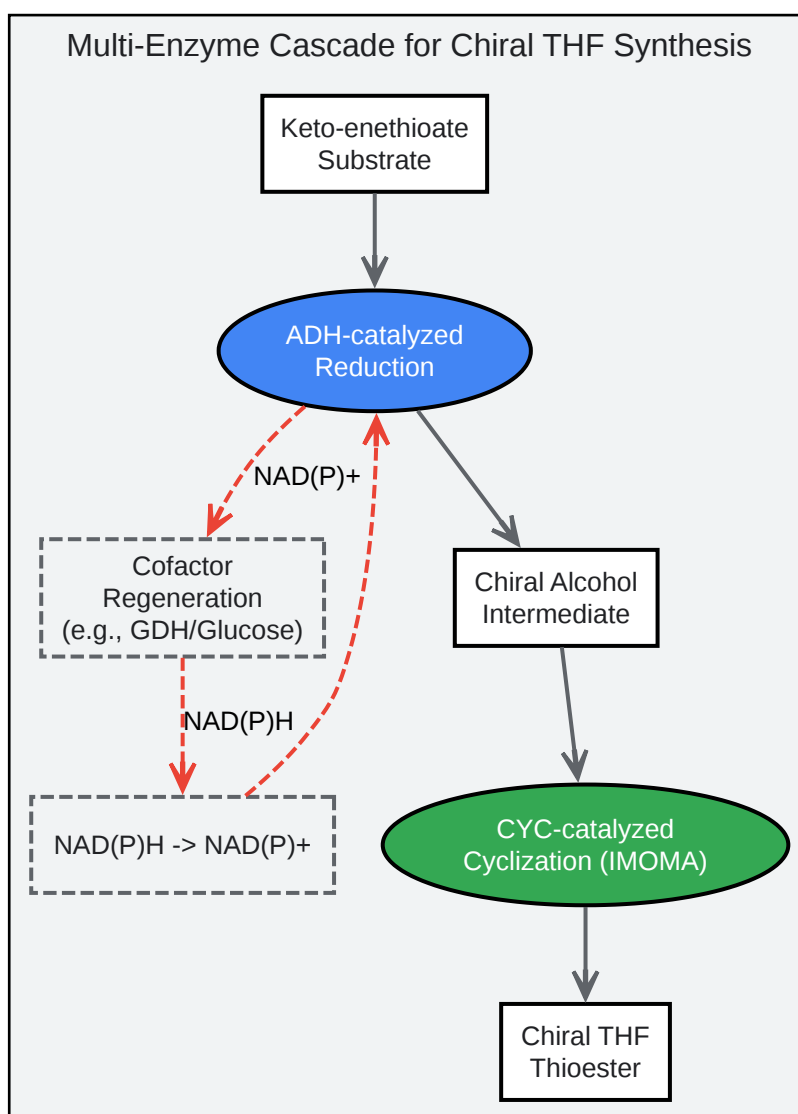 Multi-Enzyme Cascade for Chiral THF Synthesis
Keto-enethioate
Substrate
ADH-catalyzed
Reduction
NAD(P)+
Cofactor
Regeneration
(e.g., GDH/Glucose)
Chiral Alcohol
Intermediate
NAD(P)H
NAD(P)H -> NAD(P)+
CYC-catalyzed
Cyclization (IMOMA)
Chiral THF
Thioester